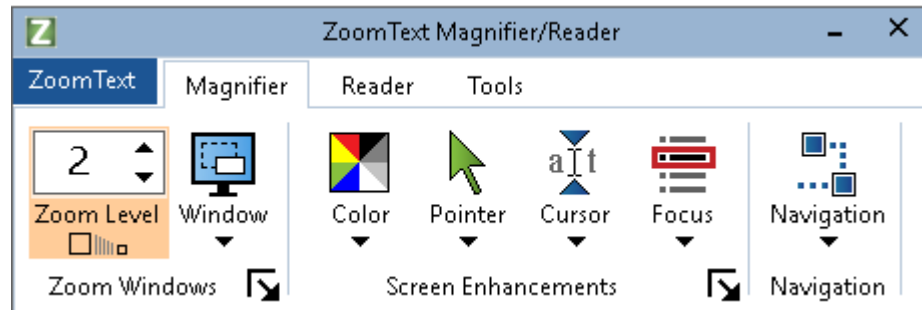 Z ZoomText Magnifier/Reader
ZoomText Magnifier Reader Tools
2 a t
Zoom Level Window Color Pointer Cursor Focus Navigation
Zoom Windows Screen Enhancements Navigation